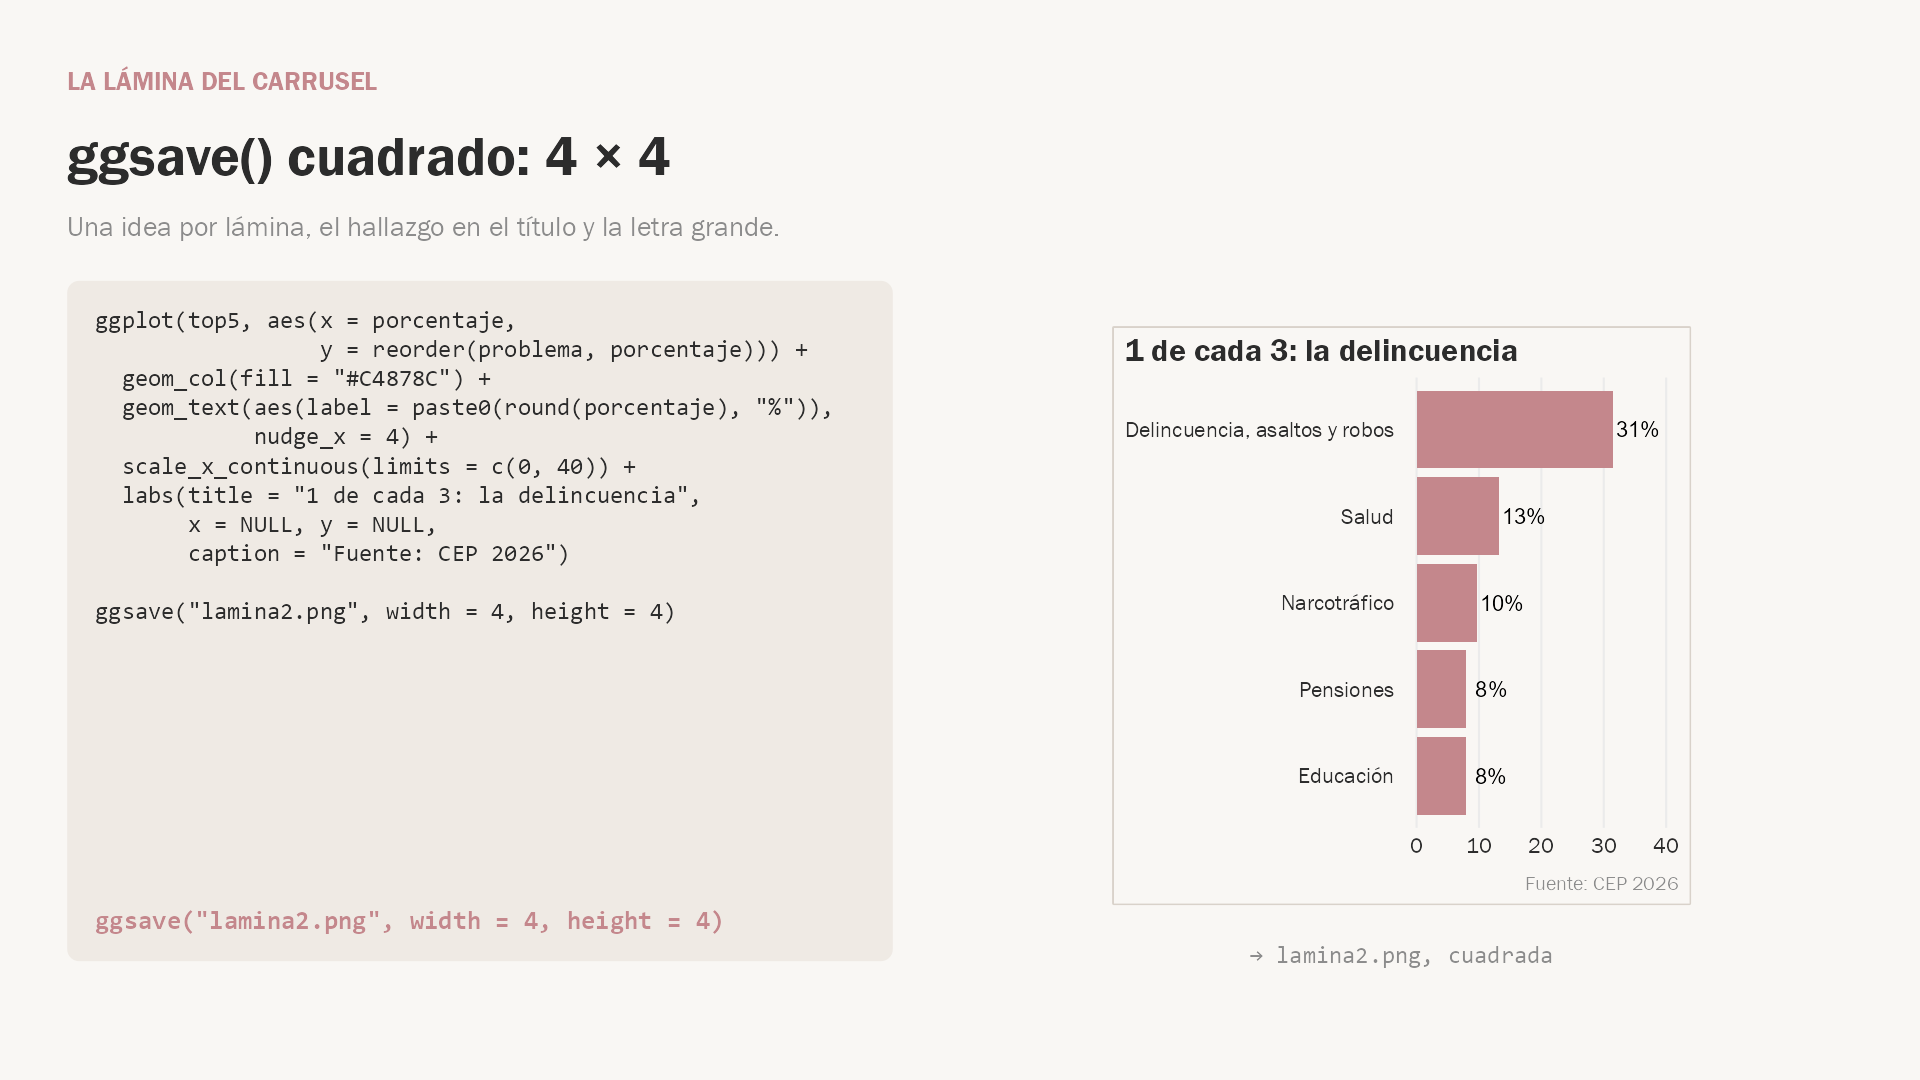 LA LÁMINA DEL CARRUSEL
ggsave() cuadrado: 4 × 4
Una idea por lámina, el hallazgo en el título y la letra grande.
ggplot(top5, aes(x = porcentaje,
                 y = reorder(problema, porcentaje))) +
  geom_col(fill = "#C4878C") +
  geom_text(aes(label = paste0(round(porcentaje), "%")),
            nudge_x = 4) +
  scale_x_continuous(limits = c(0, 40)) +
  labs(title = "1 de cada 3: la delincuencia",
       x = NULL, y = NULL,
       caption = "Fuente: CEP 2026")
ggsave("lamina2.png", width = 4, height = 4)
ggsave("lamina2.png", width = 4, height = 4)
1 de cada 3: la delincuencia
Delincuencia, asaltos y robos 31%
Salud 13%
Narcotráfico 10%
Pensiones 8%
Educación 8%
0 10 20 30 40
Fuente: CEP 2026
→ lamina2.png, cuadrada